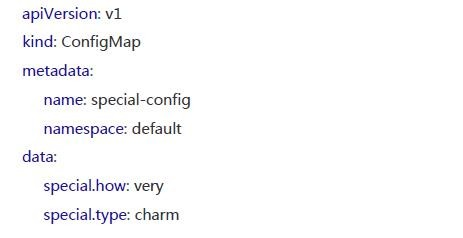 apiVersion: v1
kind: ConfigMap
metadata:
name: special-config
namespace: default
data:
special.how: very
special.type: charm